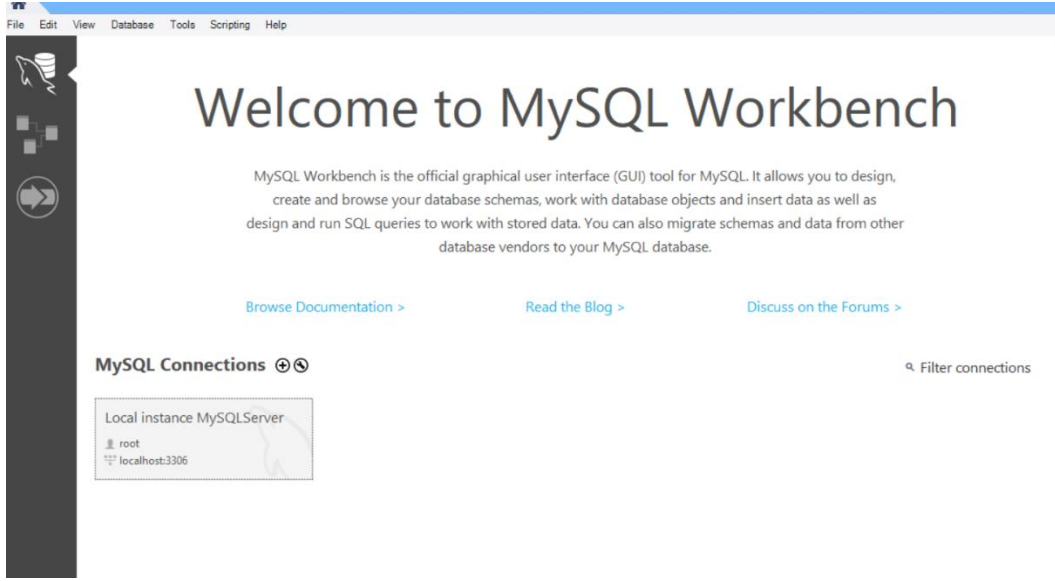 File Edit View Database Tools Scripting Help
Welcome to MySQL Workbench
MySQL Workbench is the official graphical user interface (GUI) tool for MySQL. It allows you to design,
create and browse your database schemas, work with database objects and insert data as well as
design and run SQL queries to work with stored data. You can also migrate schemas and data from other
database vendors to your MySQL database.
Browse Documentation > Read the Blog > Discuss on the Forums >
MySQL Connections Filter connections
Local instance MySQLServer
root
localhost:3306